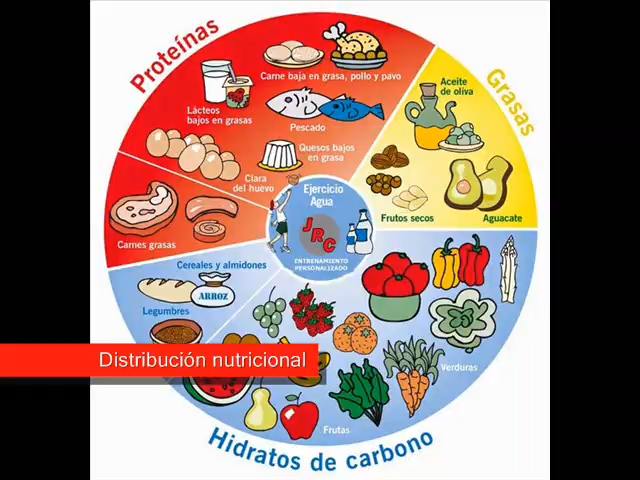 Proteínas
Grasas
Carne baja en grasa, pollo y pavo
Lácteos
bajos en grasas
Pescado
Quesos bajos
en grasa
Clara
del huevo
Aceite
de oliva
Frutos secos
Aguacate
Carnes grasas
Ejercicio
Agua
JRC
ENTRENAMIENTO
PERSONALIZADO
Cereales y almidones
ARROZ
Legumbres
Distribución nutricional
Verduras
Frutas
Hidratos de carbono